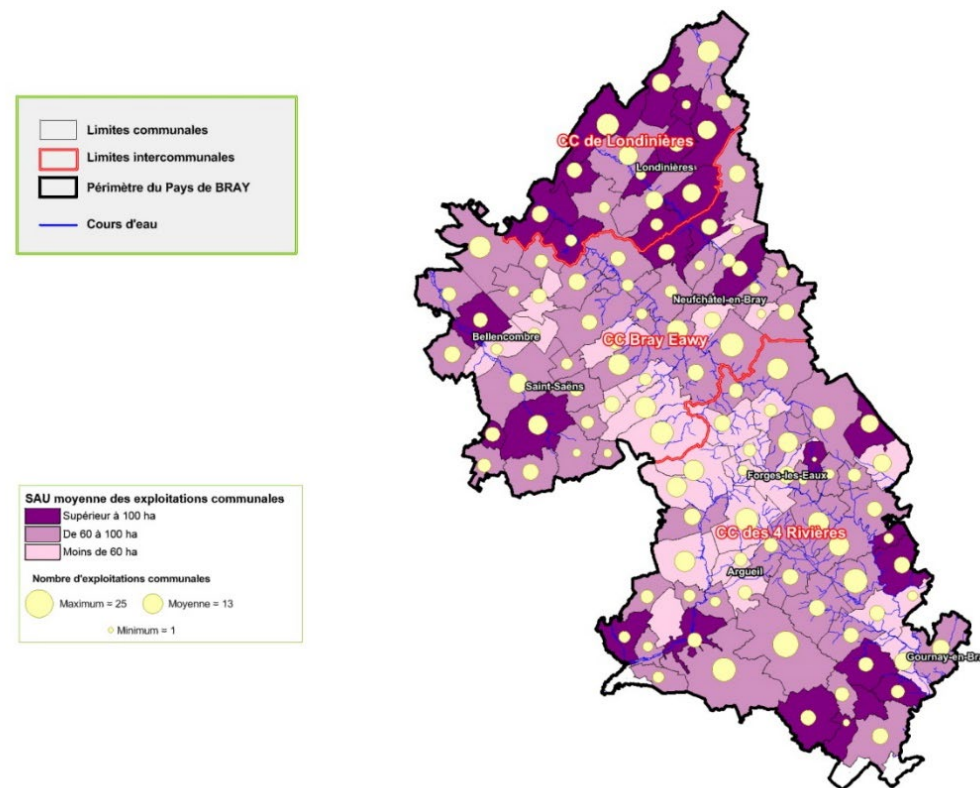 Limites communales
Limites intercommunales
Périmètre du Pays de BRAY
Cours d'eau
SAU moyenne des exploitations communales
Supérieur à 100 ha
De 60 à 100 ha
Moins de 60 ha
Nombre d'exploitations communales
Maximum = 25
Moyenne = 13
Minimum = 1
CC de Londinières
Londinières
Neufchâtel-en-Bray
Bellencombre
CC Bray Eawy
Saint-Saëns
Forges-les-Eaux
CC des 4 Rivières
Argueil
Gournay-en-Br